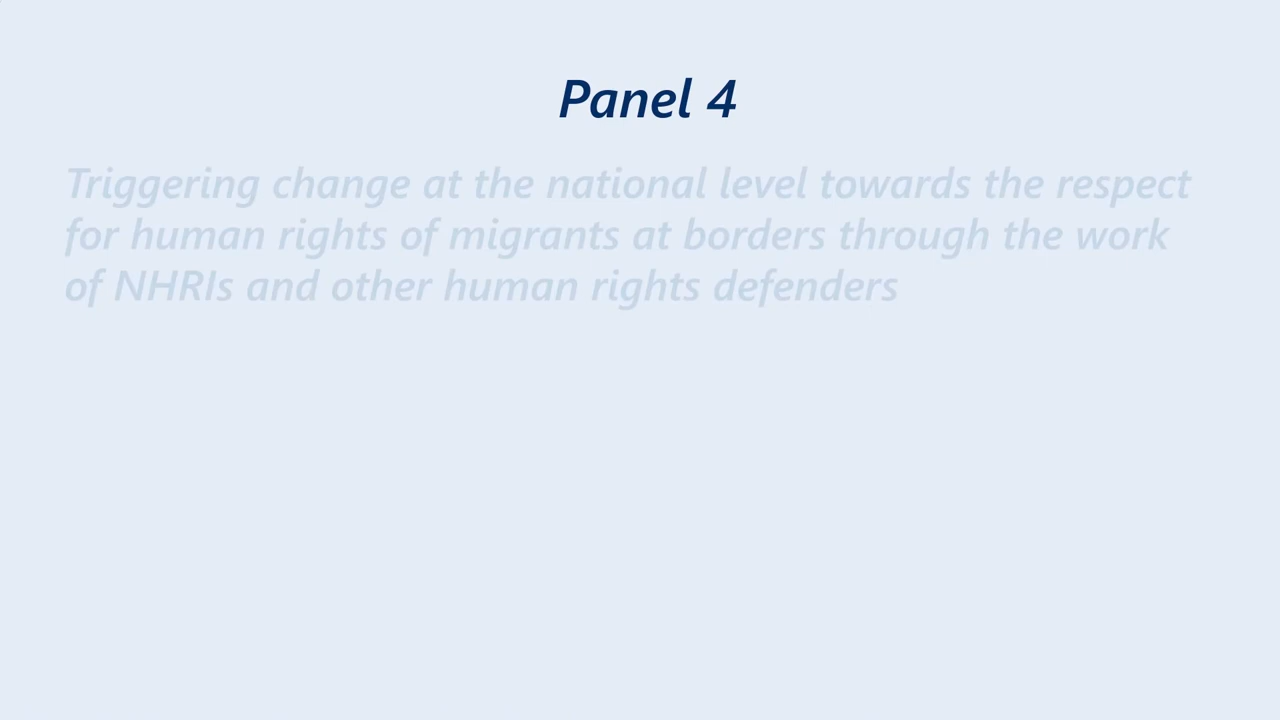 Panel 4
Triggering change at the national level towards the respect
for human rights of migrants at borders through the work
of NHRIs and other human rights defenders